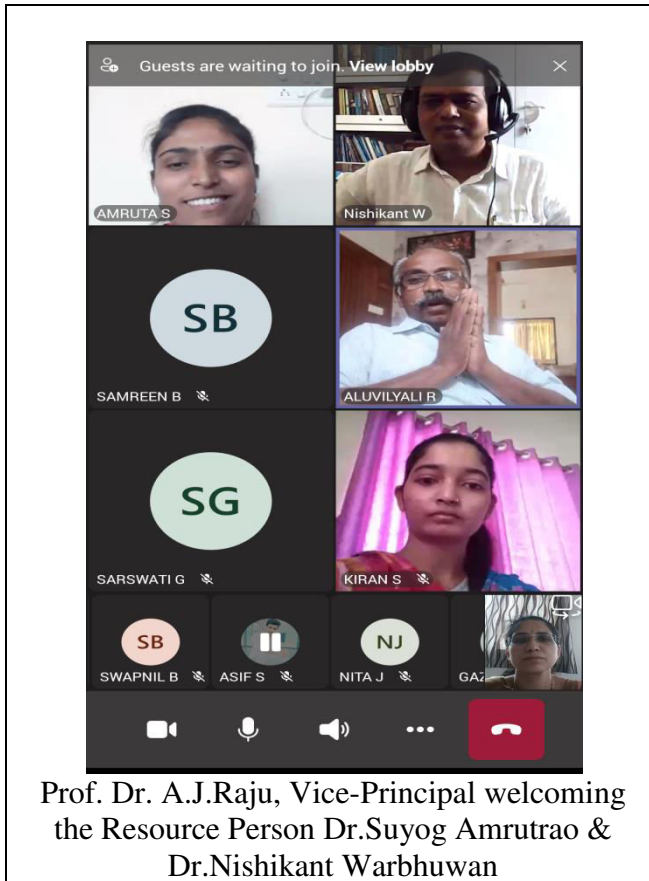 Guests are waiting to join. View lobby
AMRUTA S
Nishikant W
SB
SAMREEN B
ALUVILYALI R
SG
SARSWATI G
KIRAN S
SB
SWAPNIL B
ASIF S
NJ
NITA J
GAZ
Prof. Dr. A.J.Raju, Vice-Principal welcoming
the Resource Person Dr.Suyog Amrutrao &
Dr.Nishikant Warbhuwan